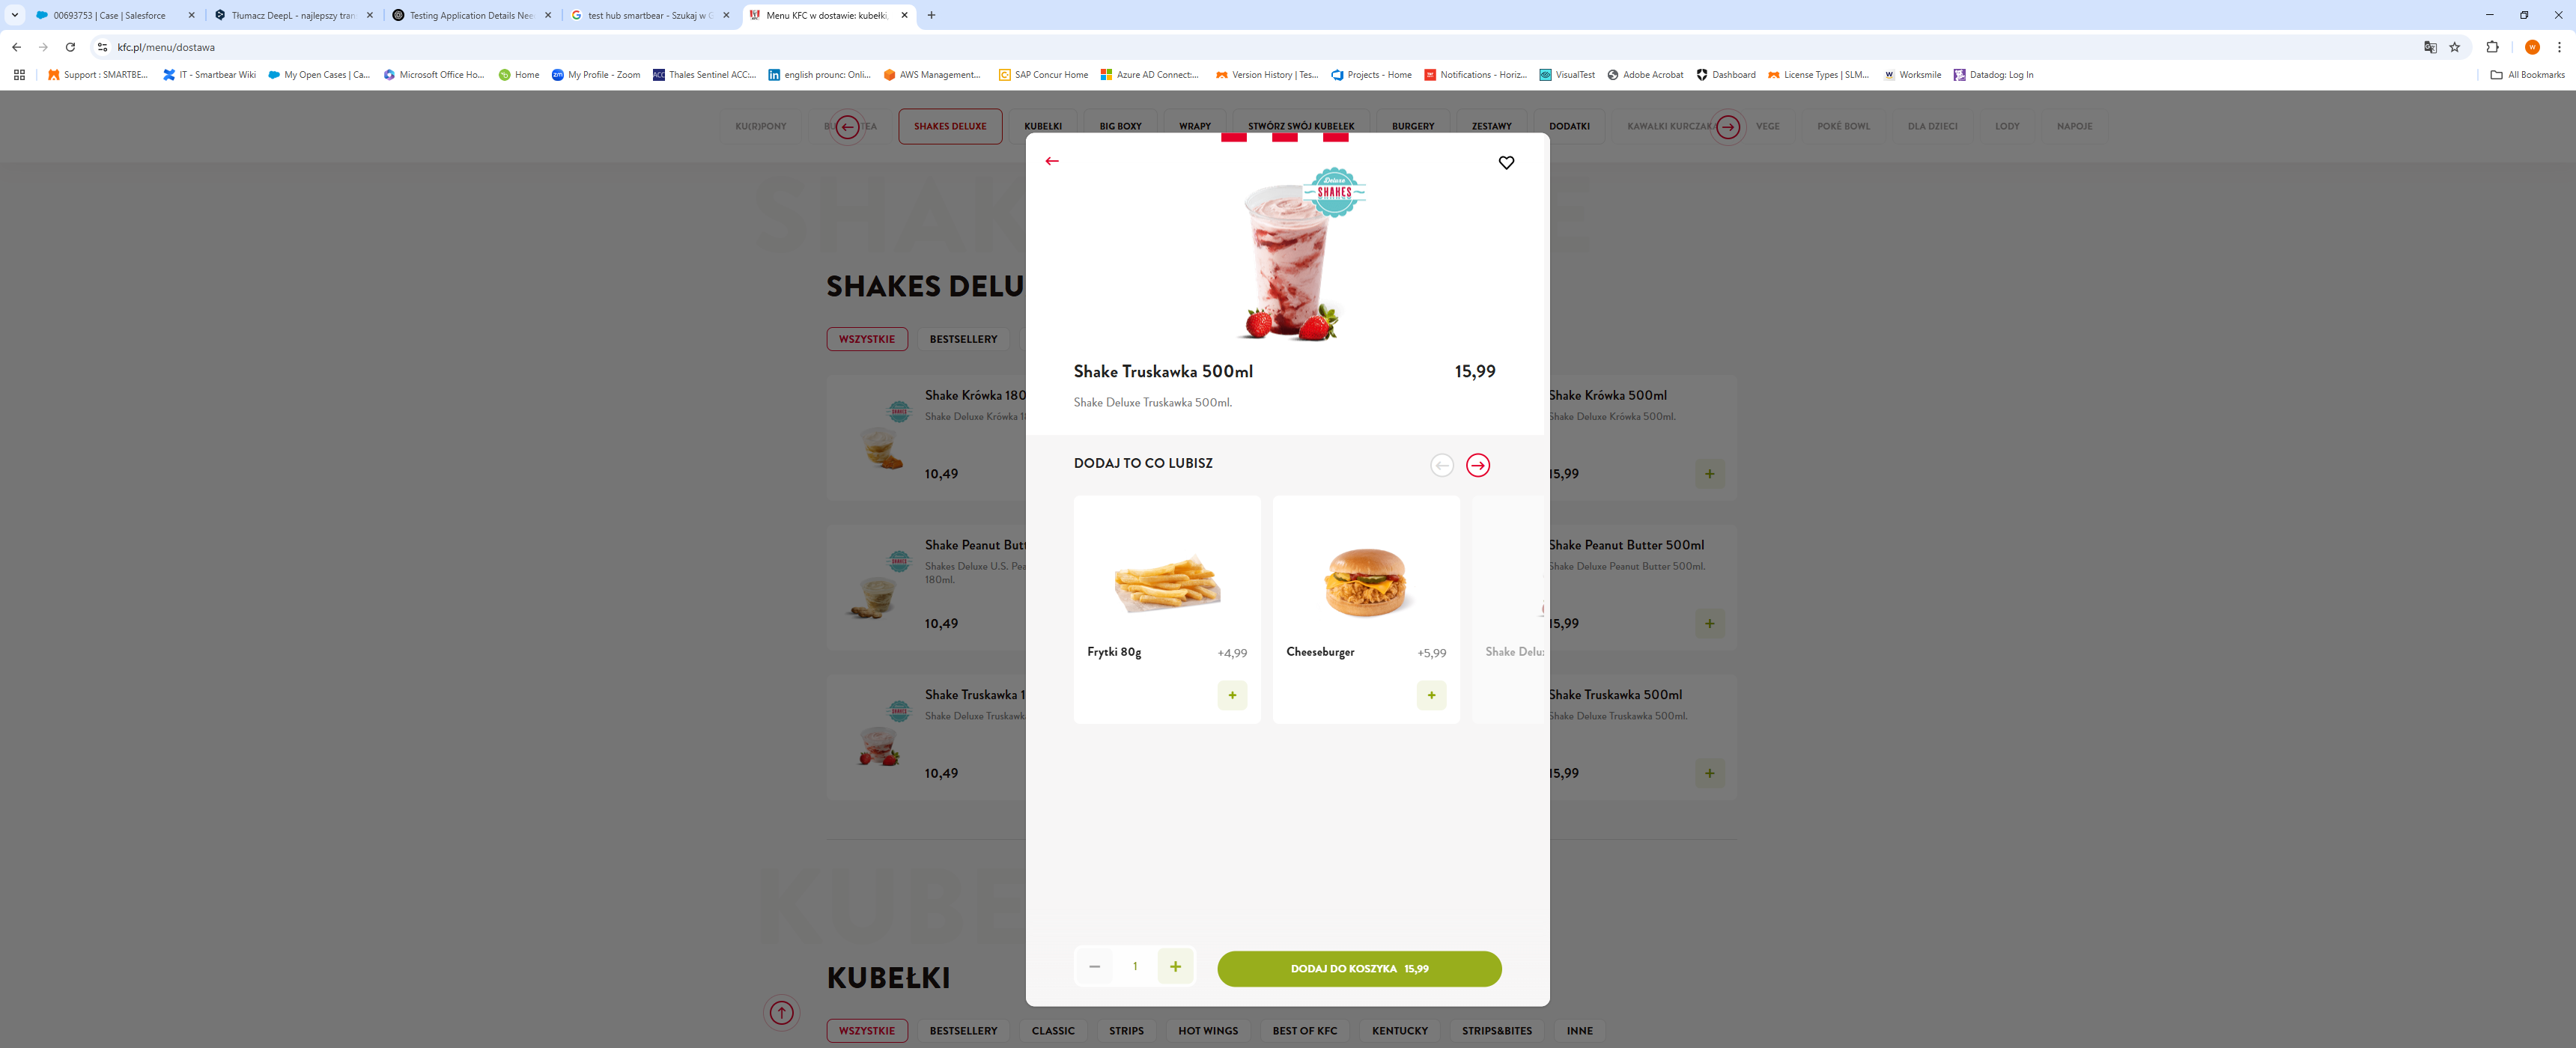 00693753 | Case | Salesforce
Tłumacz DeepL - najlepszy tran
Testing Application Details Nee
test hub smartbear - Szukaj w G
Menu KFC w dostawie: kubełki,
kfc.pl/menu/dostawa
Support : SMARTBE...
IT - Smartbear Wiki
My Open Cases | Ca...
Microsoft Office Ho...
Home
My Profile - Zoom
Thales Sentinel ACC:...
english prounc: Onli...
AWS Management...
SAP Concur Home
Azure AD Connect:...
Version History | Tes...
Projects - Home
Notifications - Horiz...
VisualTest
Adobe Acrobat
Dashboard
License Types | SLM...
Worksmile
Datadog: Log In
All Bookmarks
KU(R)PONY
TEA
SHAKES DELUXE
KUBEŁKI
BIG BOXY
WRAPY
STWÓRZ SWÓJ KUBEŁEK
BURGERY
ZESTAWY
DODATKI
KAWAŁKI KURCZAK
VEGE
POKÉ BOWL
DLA DZIECI
LODY
NAPOJE
SHAK
SHAKES DELU
WSZYSTKIE
BESTSELLERY
Shake Krówka 180
Shake Deluxe Krówka 1
10,49
Shake Peanut Butt
Shakes Deluxe U.S. Pea
180ml.
10,49
Shake Truskawka 1
Shake Deluxe Truskawk
10,49
Deluxe
SHAKES
Shake Truskawka 500ml
15,99
Shake Deluxe Truskawka 500ml.
DODAJ TO CO LUBISZ
Frytki 80g
+4,99
+
Cheeseburger
+5,99
+
Shake Delu
1
DODAJ DO KOSZYKA 15,99
Shake Krówka 500ml
Shake Deluxe Krówka 500ml.
15,99
+
Shake Peanut Butter 500ml
Shake Deluxe Peanut Butter 500ml.
15,99
+
Shake Truskawka 500ml
Shake Deluxe Truskawka 500ml.
15,99
+
KUBE
KUBEŁKI
WSZYSTKIE
BESTSELLERY
CLASSIC
STRIPS
HOT WINGS
BEST OF KFC
KENTUCKY
STRIPS&BITES
INNE